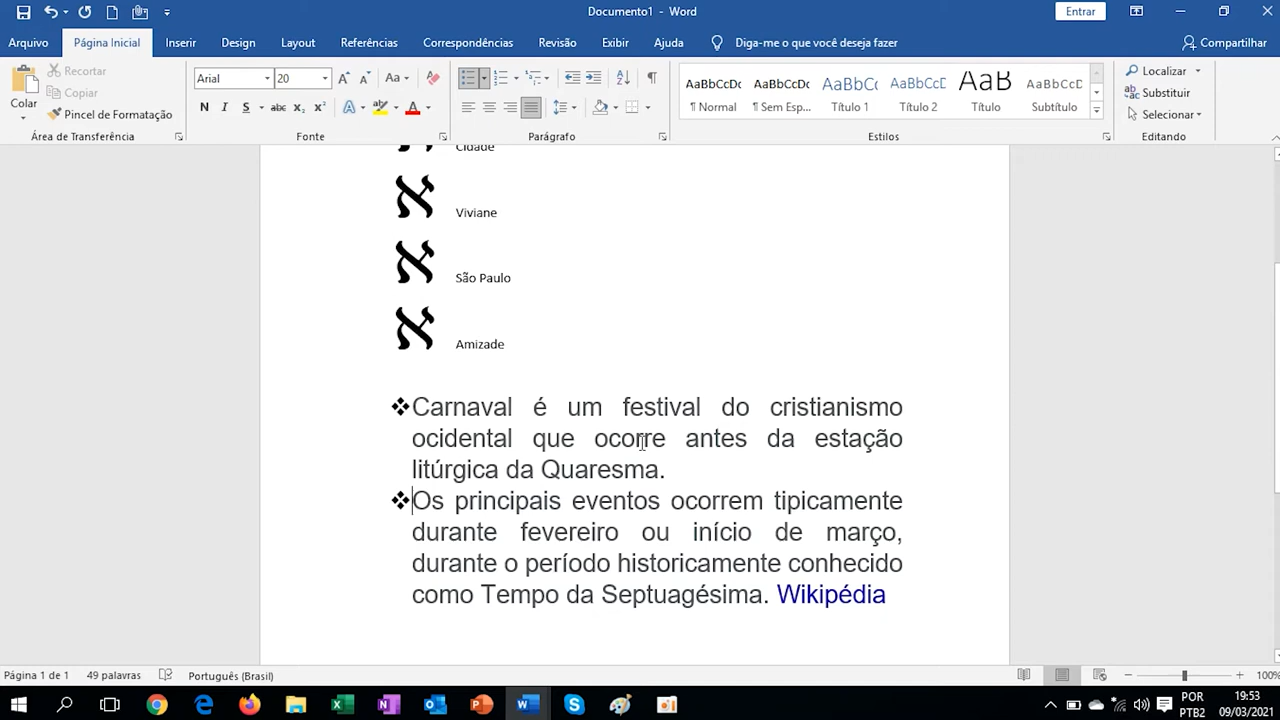 Documento1 - Word
Entrar
Arquivo
Página Inicial
Inserir
Design
Layout
Referências
Correspondências
Revisão
Exibir
Ajuda
Diga-me o que você deseja fazer
Compartilhar
Colar
Recortar
Copiar
Pincel de Formatação
Área de Transferência
Arial
20
Aa
N
I
S
abc
x₂
x²
A
A
Fonte
Parágrafo
AaBbCcDc
¶ Normal
AaBbCcDc
¶ Sem Esp...
AaBbCc
Título 1
AaBbCcC
Título 2
AaB
Título
AaBbCcD
Subtítulo
Estilos
Localizar
Substituir
Selecionar
Editando
א Cidade
א Viviane
א São Paulo
א Amizade
❖Carnaval é um festival do cristianismo
ocidental que ocorre antes da estação
litúrgica da Quaresma.
❖Os principais eventos ocorrem tipicamente
durante fevereiro ou início de março,
durante o período historicamente conhecido
como Tempo da Septuagésima. Wikipédia
Página 1 de 1
49 palavras
Português (Brasil)
100%
POR
PTB2
19:53
09/03/2021